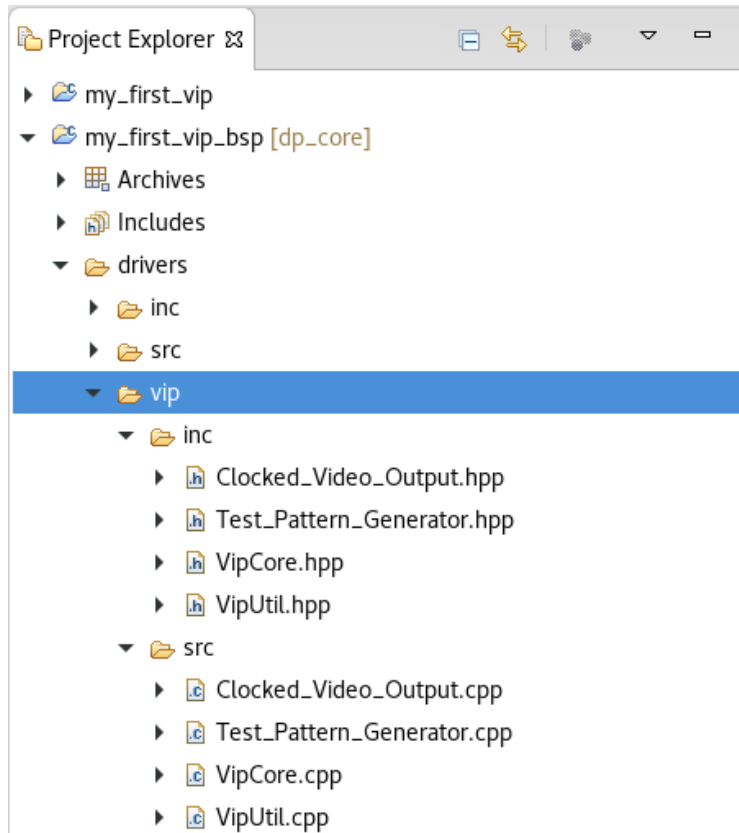 Project Explorer
my_first_vip
my_first_vip_bsp [dp_core]
Archives
Includes
drivers
inc
src
vip
inc
Clocked_Video_Output.hpp
Test_Pattern_Generator.hpp
VipCore.hpp
VipUtil.hpp
src
Clocked_Video_Output.cpp
Test_Pattern_Generator.cpp
VipCore.cpp
VipUtil.cpp